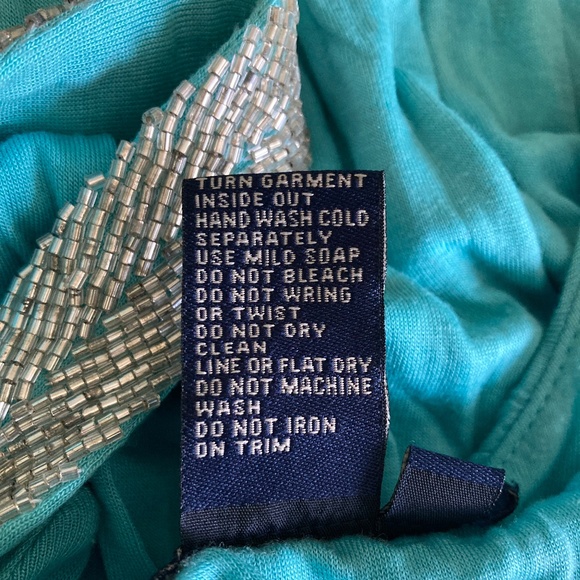 TURN GARMENT
INSIDE OUT
HAND WASH COLD
SEPARATELY
USE MILD SOAP
DO NOT BLEACH
DO NOT WRING
OR TWIST
DO NOT DRY
CLEAN
LINE OR FLAT DRY
DO NOT MACHINE
WASH
DO NOT IRON
ON TRIM